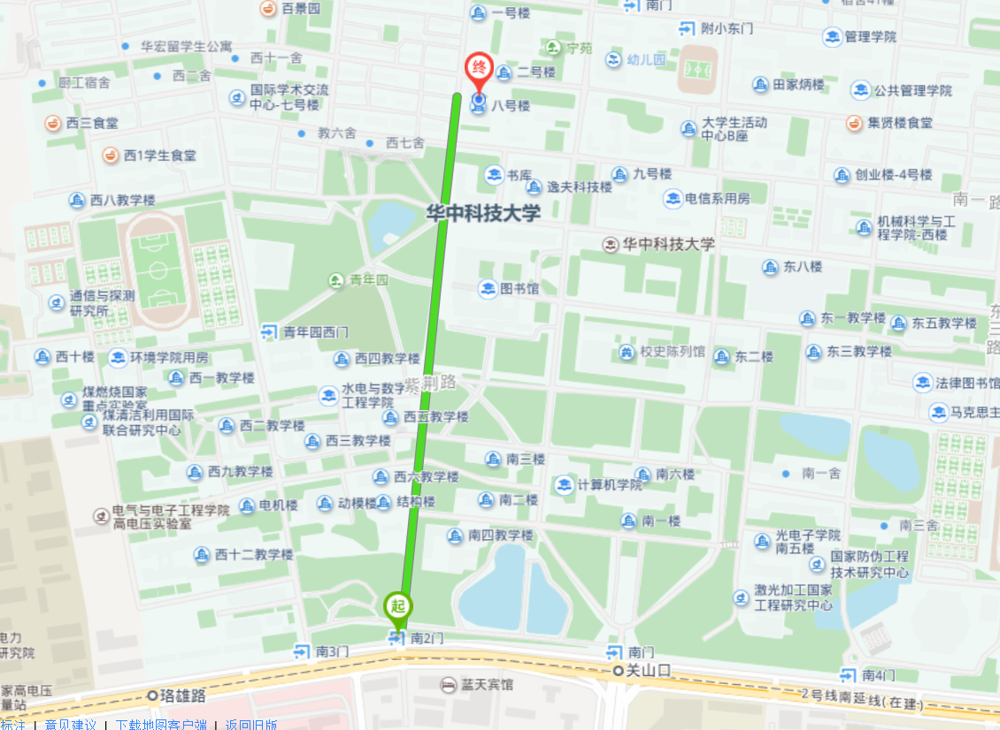 百景园
一号楼
南门
宿舍41幢
附小东门
管理学院
华宏留学生公寓
西十一舍
宁苑
幼儿园
终
二号楼
西二舍
厨工宿舍
国际学术交流
中心-七号楼
田家炳楼
公共管理学院
八号楼
西三食堂
大学生活动
中心B座
集贤楼食堂
教六舍
西七舍
西1学生食堂
书库
逸夫科技楼
九号楼
创业楼-4号楼
西八教学楼
电信系用房
南一路
华中科技大学
机械科学与工
程学院-西楼
华中科技大学
东八楼
青年园
图书馆
通信与探测
研究所
东一教学楼
东五教学楼
东三路
青年园西门
西十楼
环境学院用房
西四教学楼
校史陈列馆
东二楼
东三教学楼
西一教学楼
紫荆路
水电与数字
工程学院
法律图书馆
煤燃烧国家
重点实验室
煤清洁利用国际
联合研究中心
西五教学楼
马克思主
西二教学楼
西三教学楼
南三楼
西九教学楼
西六教学楼
计算机学院
南六楼
南一舍
电机楼
动模楼
结构楼
南二楼
电气与电子工程学院
高电压实验室
南一楼
南三舍
南四教学楼
光电子学院
南五楼
西十二教学楼
国家防伪工程
技术研究中心
激光加工国家
工程研究中心
起
南2门
电力
研究院
南3门
南门
关山口
南4门
蓝天宾馆
家高电压
量站
珞雄路
2号线南延线(在建)
标注 | 意见建议 | 下载地图客户端 | 返回旧版